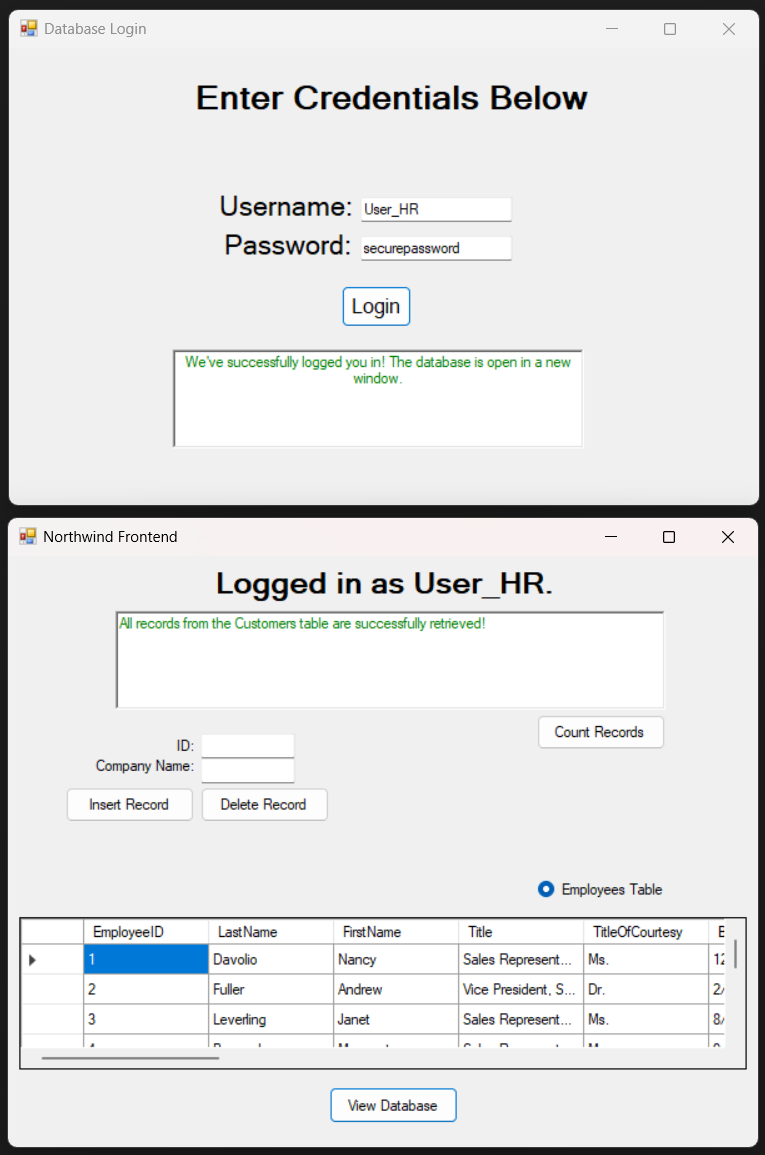 Database Login
Enter Credentials Below
Username: User_HR
Password: securepassword
Login
We've successfully logged you in! The database is open in a new
window.
Northwind Frontend
Logged in as User_HR.
All records from the Customers table are successfully retrieved!
Count Records
ID:
Company Name:
Insert Record Delete Record
Employees Table
EmployeeID LastName FirstName Title TitleOfCourtesy
1 Davolio Nancy Sales Represent... Ms. 12
2 Fuller Andrew Vice President, S... Dr. 2/
3 Leverling Janet Sales Represent... Ms. 8/
View Database